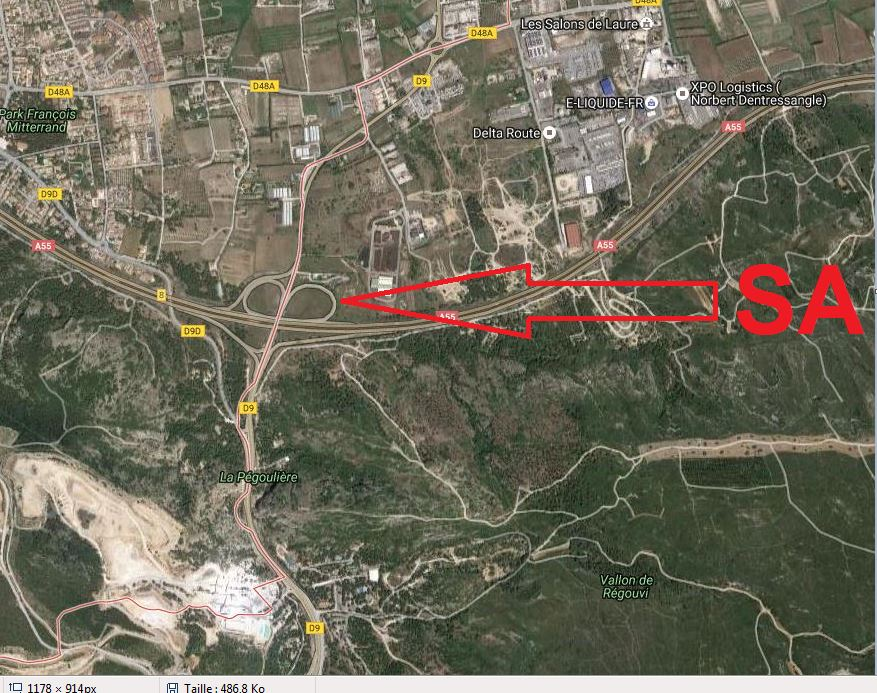 D48A
Les Salons de Laure
D48A
D9
D48A
D48A
XPO Logistics (
Norbert Dentressangle)
E-LIQUIDE-FR
Park François
Mitterrand
A55
Delta Route
D9D
A55
A55
8
SA
A55
D9D
D9
La Pégoulière
Vallon de
Régouvi
D9
1178 × 914px
Taille : 486.8 Ko